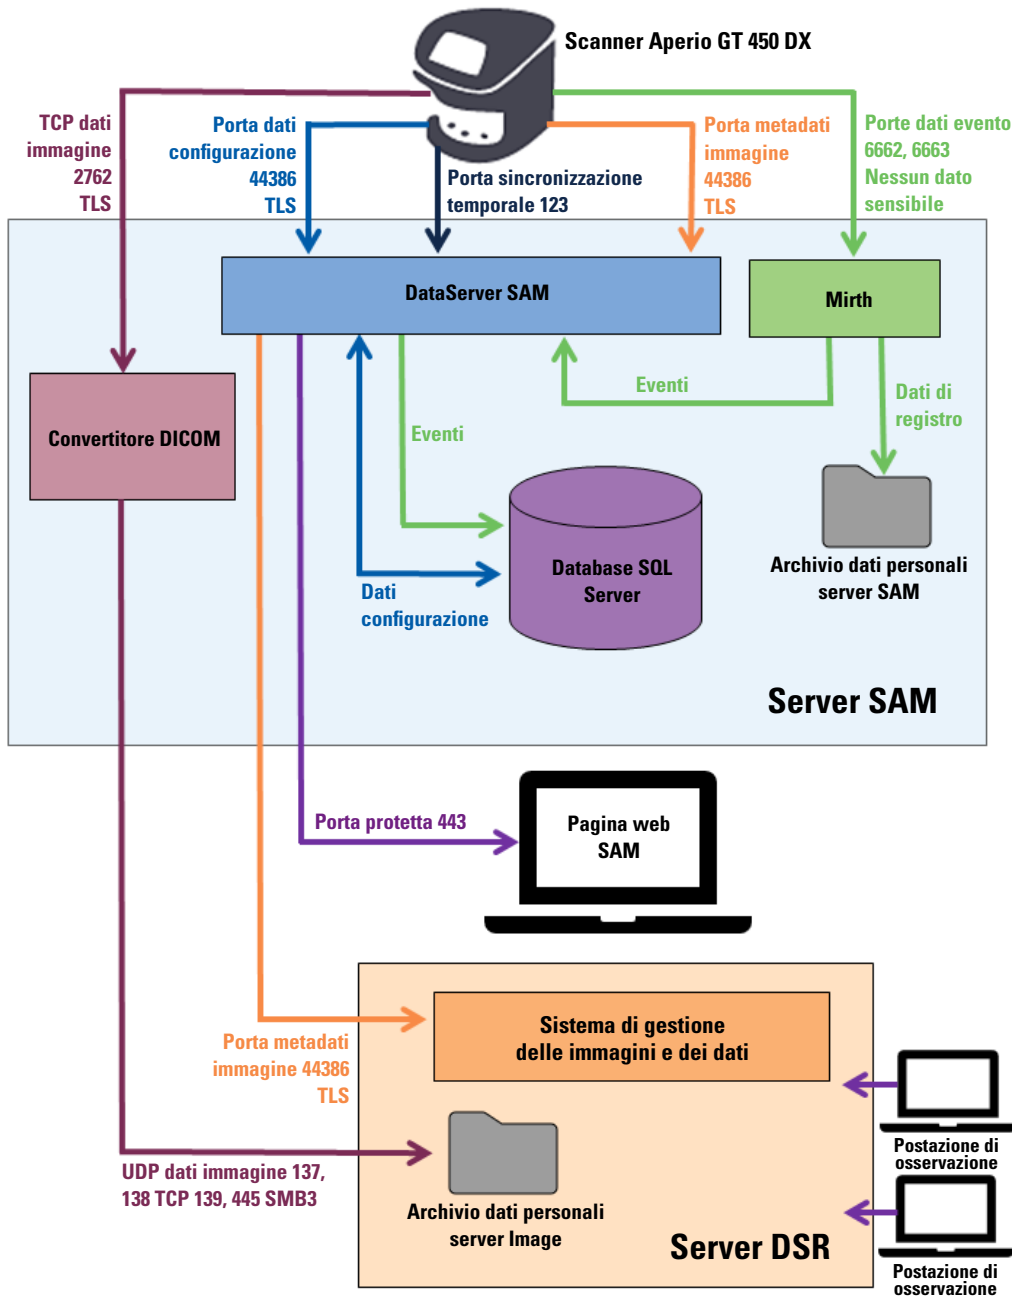 Scanner Aperio GT 450 DX
TCP dati
immagine
2762
TLS
Porta dati
configurazione
44386
TLS
Porta sincronizzazione
temporale 123
Porta metadati
immagine
44386
TLS
Porte dati evento
6662, 6663
Nessun dato
sensibile
DataServer SAM
Mirth
Convertitore DICOM
Eventi
Eventi
Dati di
registro
Database SQL
Server
Dati
configurazione
Archivio dati personali
server SAM
Server SAM
Porta protetta 443
Pagina web
SAM
Sistema di gestione
delle immagini e dei dati
Porta metadati
immagine 44386
TLS
UDP dati immagine 137,
138 TCP 139, 445 SMB3
Archivio dati personali
server Image
Server DSR
Postazione di
osservazione
Postazione di
osservazione